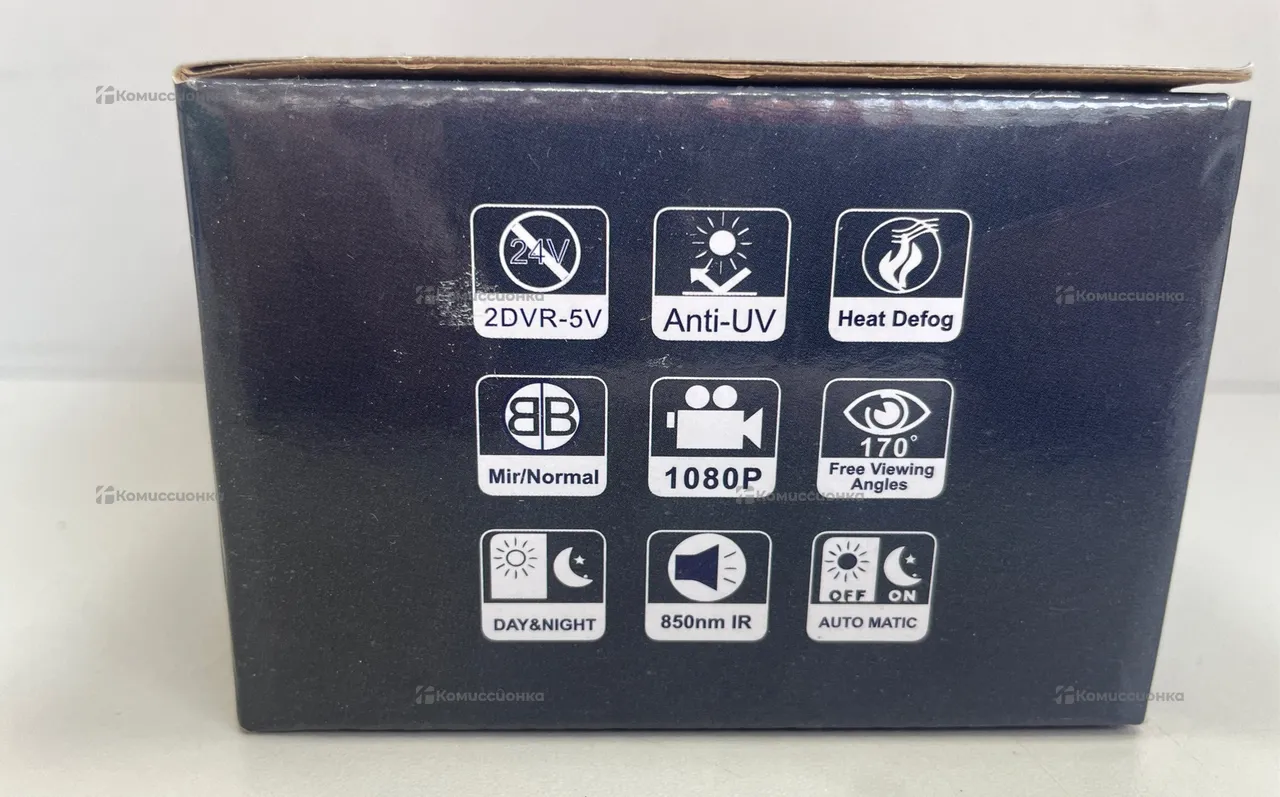 Комиссионка
24V
2DVR-5V
Anti-UV
Heat Defog
Комиссионка
Комиссионка
BB
Mir/Normal
1080P
170°
Free Viewing
Angles
Комиссионка
Комиссионка
DAY&NIGHT
850nm IR
OFF ON
AUTO MATIC
Комиссионка
Комиссионка